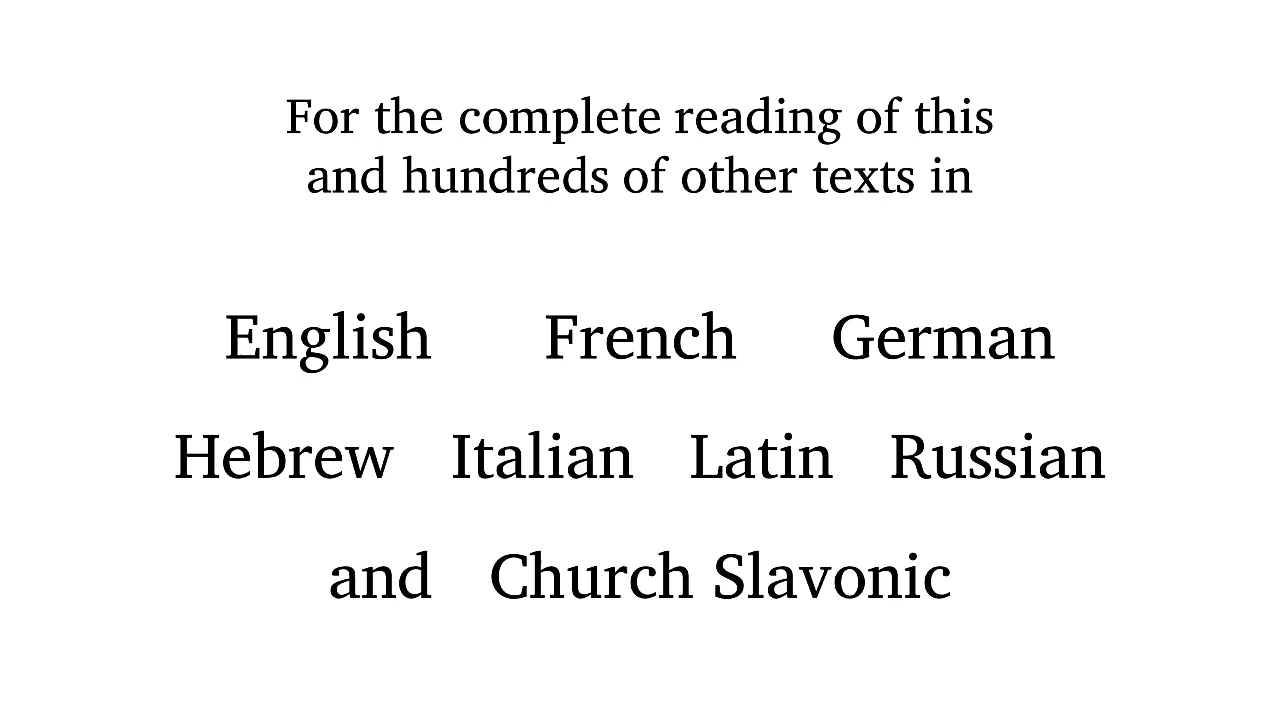 For the complete reading of this
and hundreds of other texts in
English French German
Hebrew Italian Latin Russian
and Church Slavonic